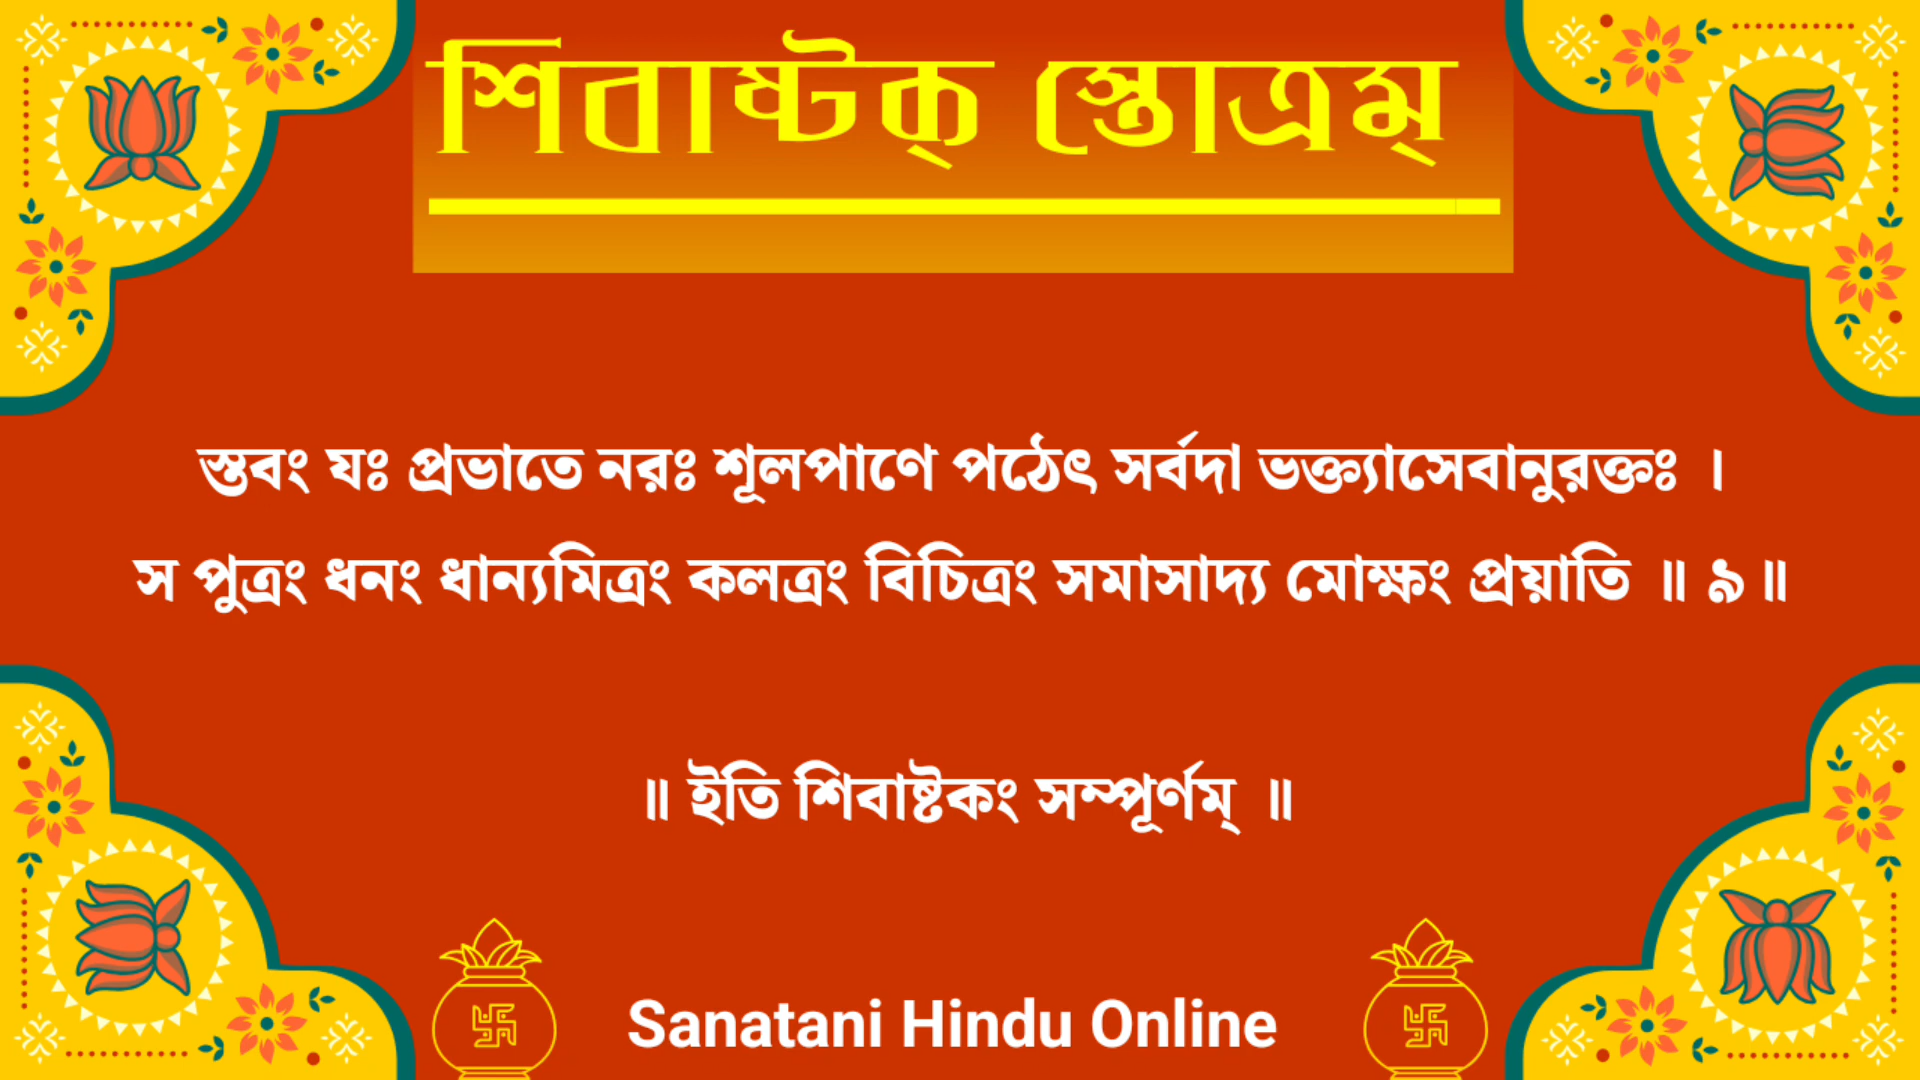 শিবাষ্টক্ স্তোত্রম্
স্তবং যঃ প্রভাতে নরঃ শূলপাণে পঠেৎ সর্বদা ভক্ত্যাসেবানুরক্তঃ ।
স পুত্রং ধনং ধান্যমিত্রং কলত্রং বিচিত্রং সমাসাদ্য মোক্ষং প্রয়াতি ॥ ৯॥
॥ ইতি শিবাষ্টকং সম্পূর্ণম্ ॥
Sanatani Hindu Online